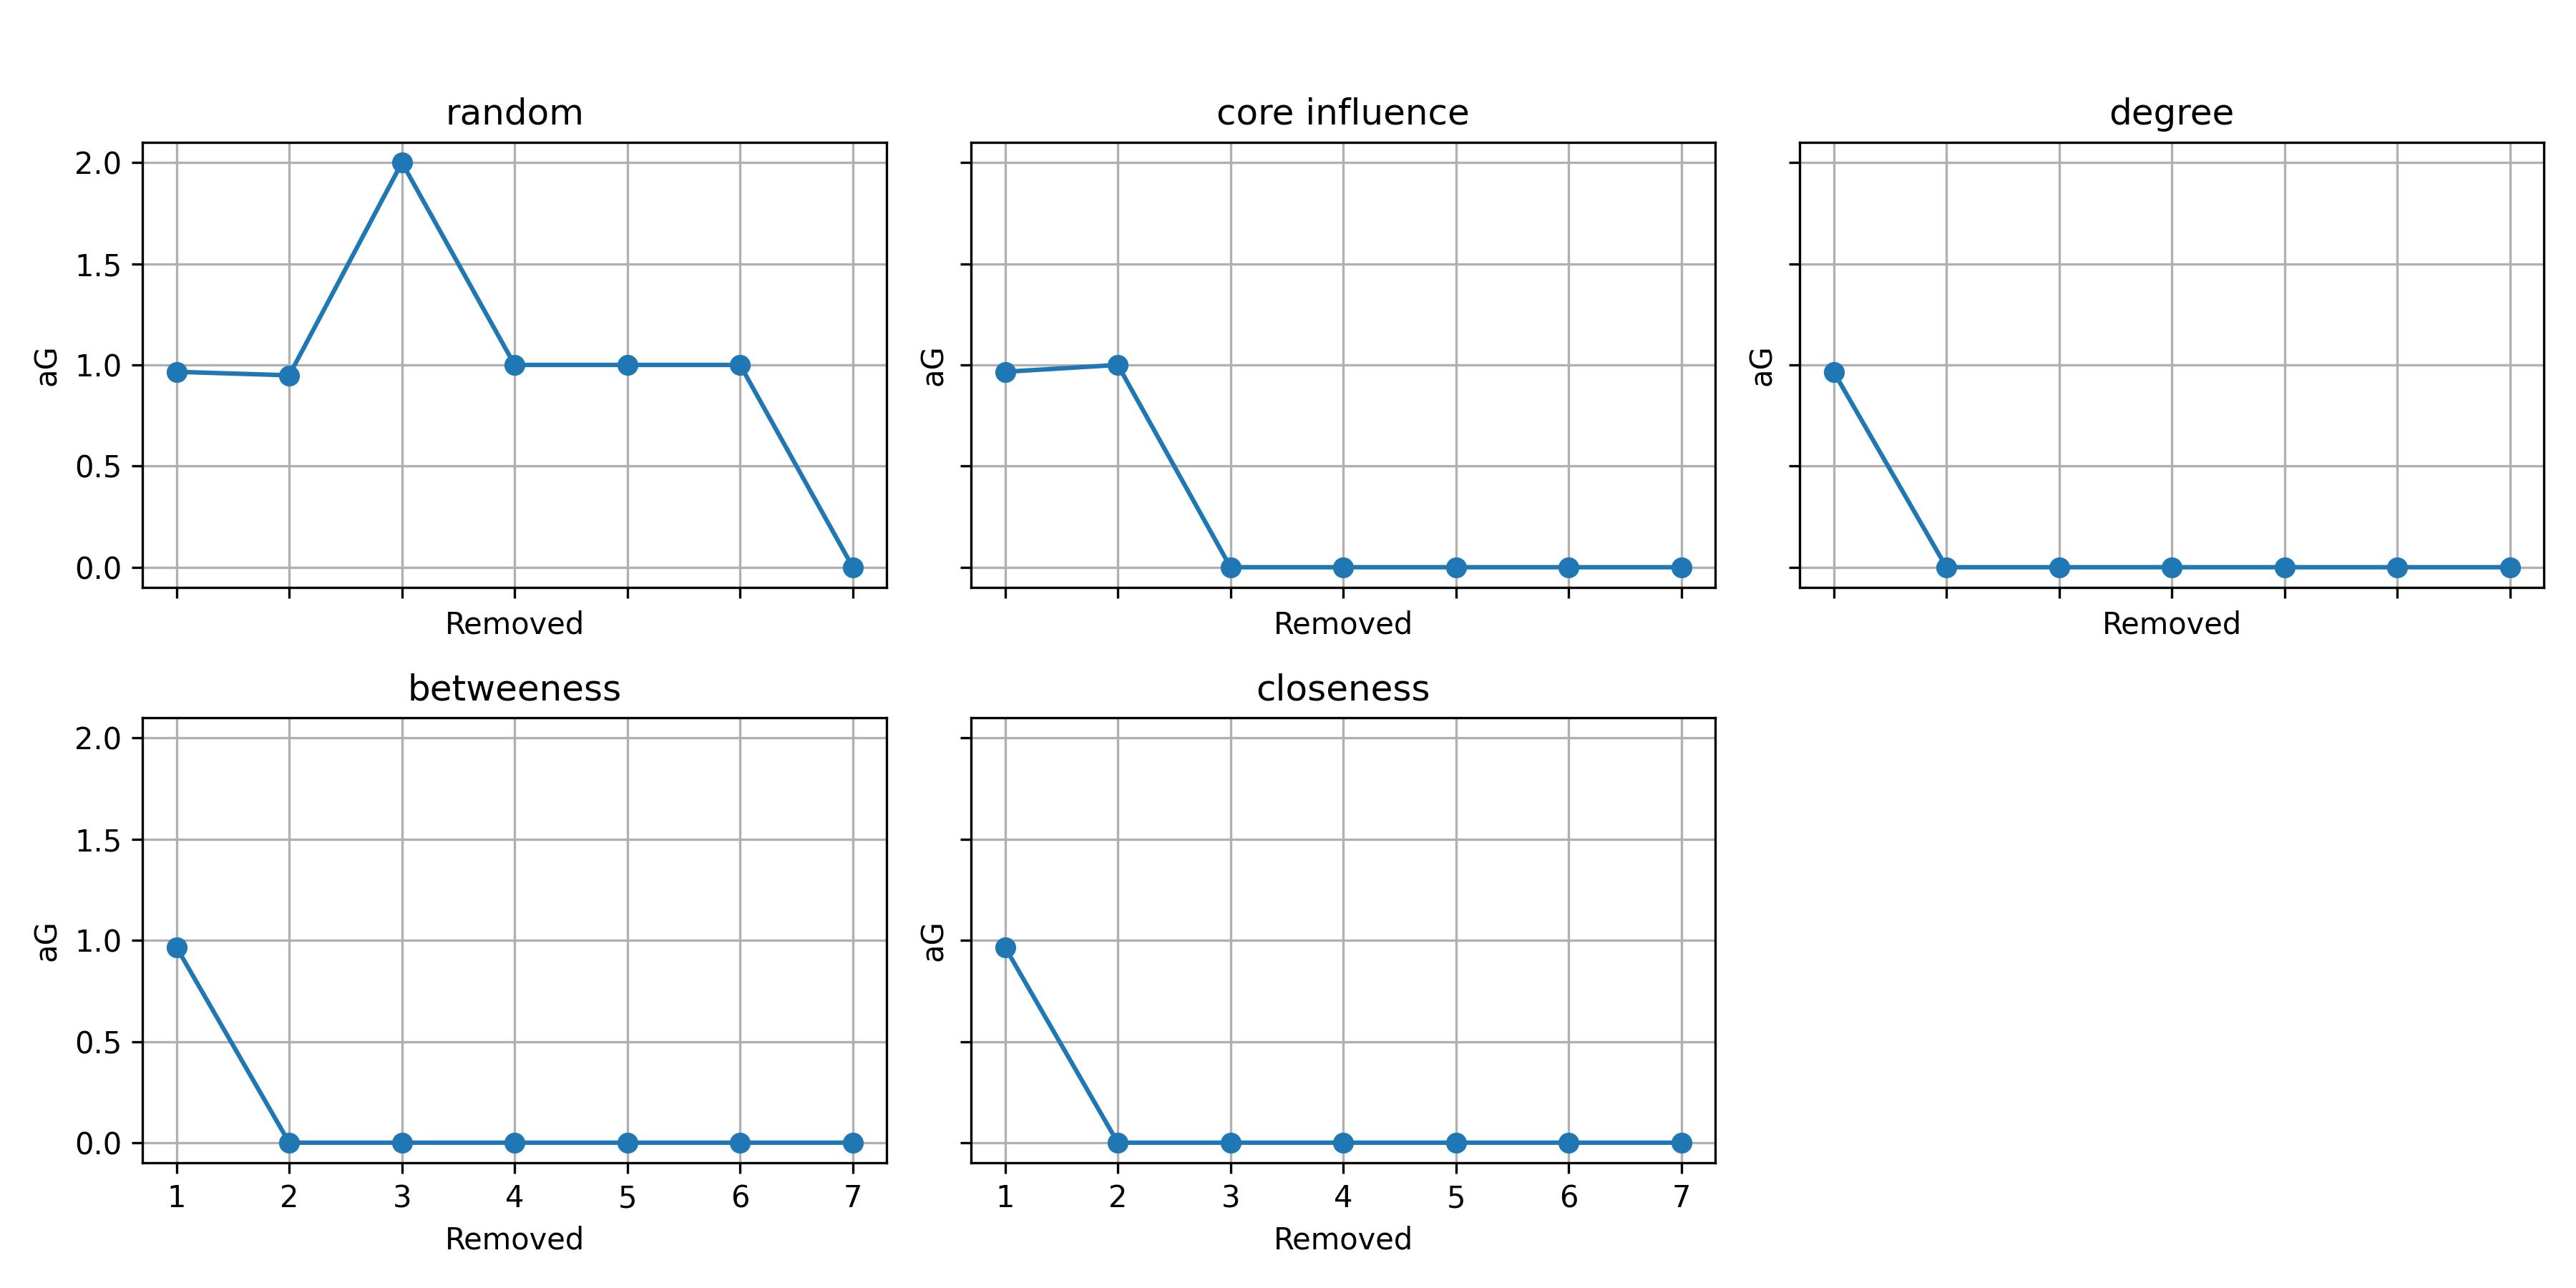 random
core influence
degree
2.0
1.5
1.0
0.5
0.0
aG
aG
aG
Removed
Removed
Removed
betweeness
closeness
2.0
1.5
1.0
0.5
0.0
aG
aG
1 2 3 4 5 6 7
1 2 3 4 5 6 7
Removed
Removed